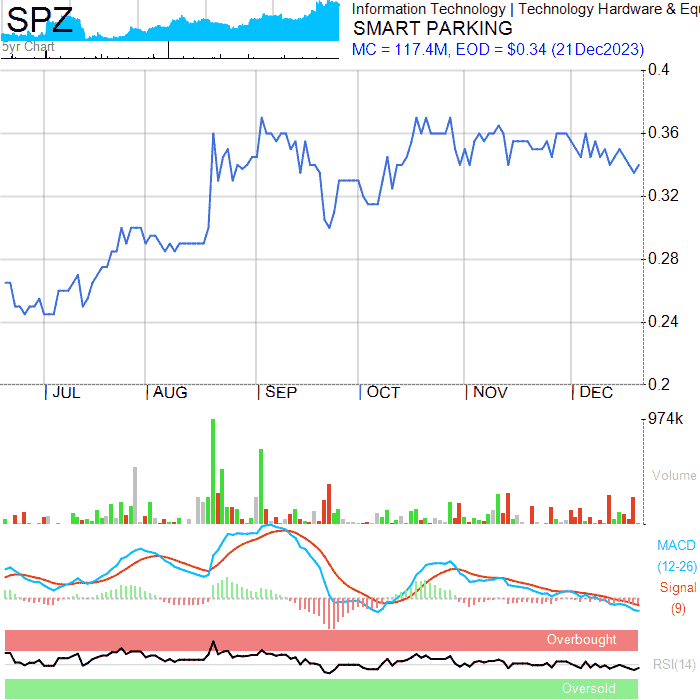 SPZ
5yr Chart
Information Technology | Technology Hardware & Equ
SMART PARKING
MC = 117.4M, EOD = $0.34 (21Dec2023)
0.4
0.36
0.32
0.28
0.24
0.2
JUL AUG SEP OCT NOV DEC
974k
Volume
MACD
(12-26)
Signal
(9)
Overbought
RSI(14)
Oversold